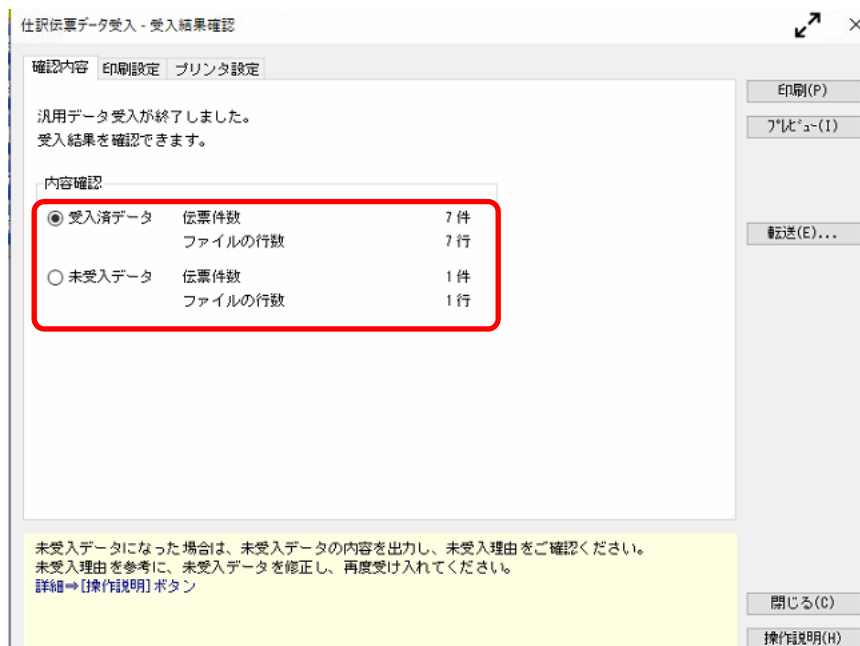 仕訳伝票データ受入 - 受入結果確認
確認内容 印刷設定 プリンタ設定
印刷(P)
ﾌﾟﾚﾋﾞｭｰ(I)
転送(E)...
汎用データ受入が終了しました。
受入結果を確認できます。
内容確認
受入済データ 伝票件数 7 件
ファイルの行数 7 行
未受入データ 伝票件数 1 件
ファイルの行数 1 行
未受入データになった場合は、未受入データの内容を出力し、未受入理由をご確認ください。
未受入理由を参考に、未受入データを修正し、再度受け入れてください。
詳細⇒[操作説明]ボタン
閉じる(C)
操作説明(H)